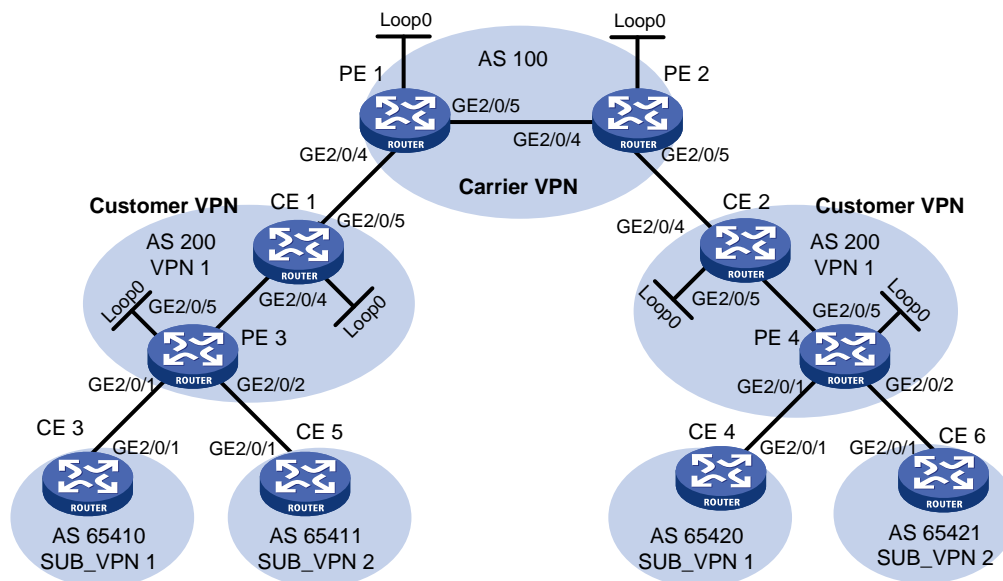 Loop0
Loop0
AS 100
PE 1
PE 2
GE2/0/5
ROUTER
GE2/0/4
ROUTER
GE2/0/4
GE2/0/5
Carrier VPN
Customer VPN
CE 1
GE2/0/5
AS 200
VPN 1
ROUTER
GE2/0/4
Loop0
Loop0
GE2/0/5
PE 3
ROUTER
GE2/0/1
GE2/0/2
CE 2
Customer VPN
GE2/0/4
AS 200
VPN 1
ROUTER
Loop0
GE2/0/5
GE2/0/5
Loop0
PE 4
ROUTER
GE2/0/1
GE2/0/2
CE 3
GE2/0/1
ROUTER
AS 65410
SUB_VPN 1
CE 5
GE2/0/1
ROUTER
AS 65411
SUB_VPN 2
CE 4
GE2/0/1
ROUTER
AS 65420
SUB_VPN 1
CE 6
GE2/0/1
ROUTER
AS 65421
SUB_VPN 2